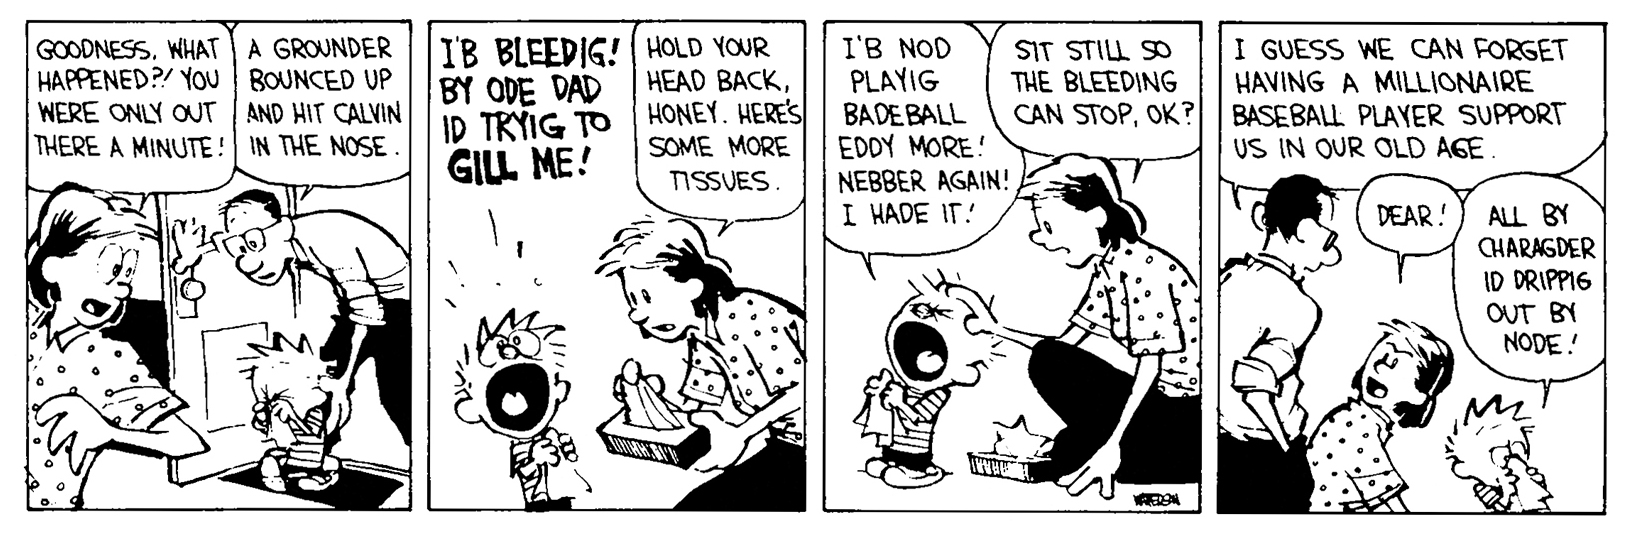 GOODNESS, WHAT
HAPPENED?! YOU
WERE ONLY OUT
THERE A MINUTE!
A GROUNDER
BOUNCED UP
AND HIT CALVIN
IN THE NOSE.
I'B BLEEDIG!
BY ODE DAD
ID TRYIG TO
GILL ME!
HOLD YOUR
HEAD BACK,
HONEY. HERE'S
SOME MORE
TISSUES.
I'B NOD
PLAYIG
BADEBALL
EDDY MORE!
NEBBER AGAIN!
I HADE IT!
SIT STILL SO
THE BLEEDING
CAN STOP, OK?
WATTERSON
I GUESS WE CAN FORGET
HAVING A MILLIONAIRE
BASEBALL PLAYER SUPPORT
US IN OUR OLD AGE.
DEAR!
ALL BY
CHARAGDER
ID DRIPPIG
OUT BY
NODE!